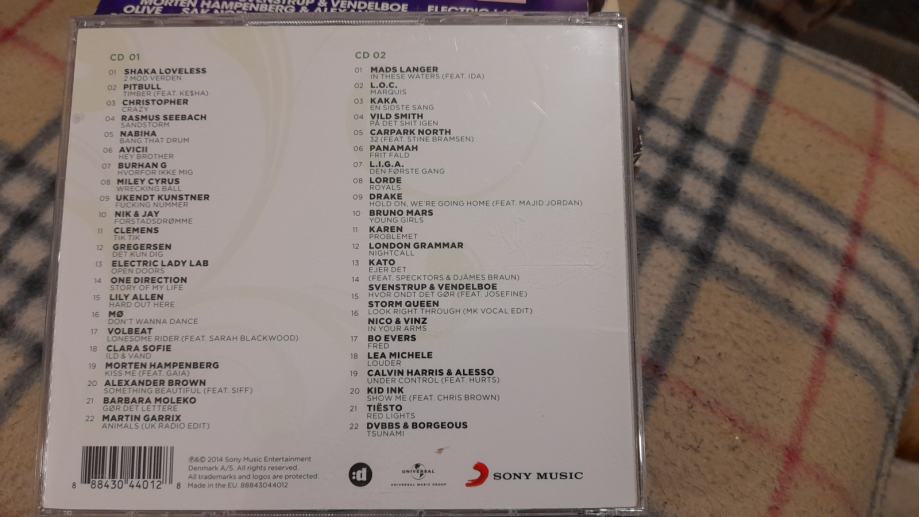 MORTEN HAMPENBERG & ALEX
OLIVE
& VENDELBOE
ELECTRIC
CD 01
01 SHAKA LOVELESS
2 MOD VERDEN
02 PITBULL
TIMBER (FEAT. KE$HA)
03 CHRISTOPHER
CRAZY
04 RASMUS SEEBACH
SANDSTORM
05 NABIHA
BANG THAT DRUM
06 AVICII
HEY BROTHER
07 BURHAN G
HVORFOR IKKE MIG
08 MILEY CYRUS
WRECKING BALL
09 UKENDT KUNSTNER
FUCKING NUMMER
10 NIK & JAY
FORSTADSDRØMME
11 CLEMENS
TIK TIK
12 GREGERSEN
DET KUN DIG
13 ELECTRIC LADY LAB
OPEN DOORS
14 ONE DIRECTION
STORY OF MY LIFE
15 LILY ALLEN
HARD OUT HERE
16 MØ
DON'T WANNA DANCE
17 VOLBEAT
LONESOME RIDER (FEAT. SARAH BLACKWOOD)
18 CLARA SOFIE
ILD & VAND
19 MORTEN HAMPENBERG
KISS ME (FEAT. GAIA)
20 ALEXANDER BROWN
SOMETHING BEAUTIFUL (FEAT. SIFF)
21 BARBARA MOLEKO
GØR DET LETTERE
22 MARTIN GARRIX
ANIMALS (UK RADIO EDIT)
CD 02
01 MADS LANGER
IN THESE WATERS (FEAT. IDA)
02 L.O.C.
MARQUIS
03 KAKA
EN SIDSTE SANG
04 VILD SMITH
PÅ DET SHIT IGEN
05 CARPARK NORTH
32 (FEAT. STINE BRAMSEN)
06 PANAMAH
FRIT FALD
07 L.I.G.A.
DEN FØRSTE GANG
08 LORDE
ROYALS
09 DRAKE
HOLD ON, WE'RE GOING HOME (FEAT. MAJID JORDAN)
10 BRUNO MARS
YOUNG GIRLS
11 KAREN
PROBLEMET
12 LONDON GRAMMAR
NIGHTCALL
13 KATO
EJER DET
14 (FEAT. SPECKTORS & DJÄMES BRAUN)
SVENSTRUP & VENDELBOE
15 HVOR ONDT DET GØR (FEAT. JOSEFINE)
STORM QUEEN
16 LOOK RIGHT THROUGH (MK VOCAL EDIT)
NICO & VINZ
IN YOUR ARMS
17 BO EVERS
FRED
18 LEA MICHELE
LOUDER
19 CALVIN HARRIS & ALESSO
UNDER CONTROL (FEAT. HURTS)
20 KID INK
SHOW ME (FEAT. CHRIS BROWN)
21 TIËSTO
RED LIGHTS
22 DVBBS & BORGEOUS
TSUNAMI
8 88430 44012 8
℗&© 2014 Sony Music Entertainment
Denmark A/S. All rights reserved.
All trademarks and logos are protected.
Made in the EU. 88843044012
:d
UNIVERSAL
UNIVERSAL MUSIC GROUP
SONY MUSIC